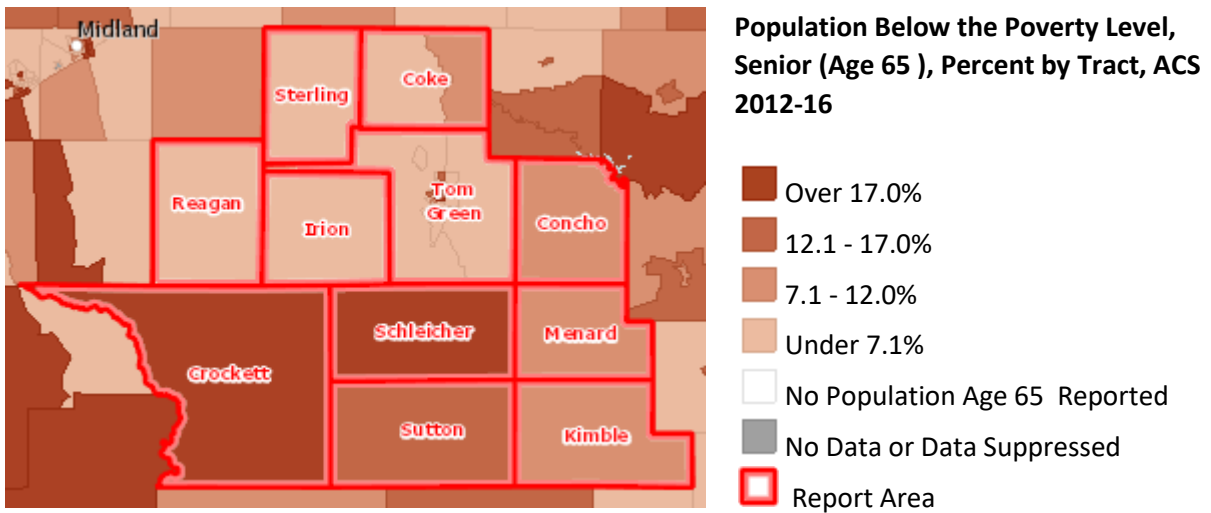 Midland
Sterling
Coke
Reagan
Irion
Tom
Green
Concho
Crockett
Schleicher
Menard
Sutton
Kimble
Population Below the Poverty Level,
Senior (Age 65 ), Percent by Tract, ACS
2012-16
Over 17.0%
12.1 - 17.0%
7.1 - 12.0%
Under 7.1%
No Population Age 65  Reported
No Data or Data Suppressed
Report Area